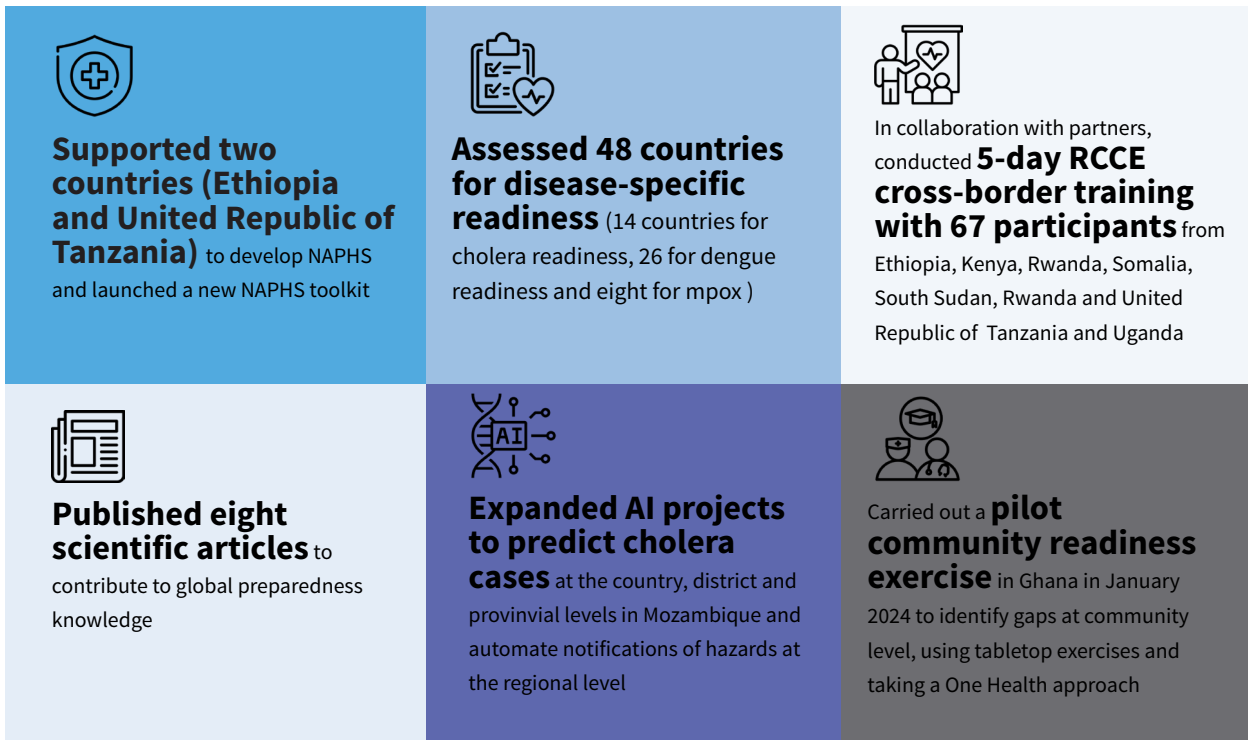 Supported two
countries (Ethiopia
and United Republic of
Tanzania) to develop NAPHS
and launched a new NAPHS toolkit
Assessed 48 countries
for disease-specific
readiness (14 countries for
cholera readiness, 26 for dengue
readiness and eight for mpox )
In collaboration with partners,
conducted 5-day RCCE
cross-border training
with 67 participants from
Ethiopia, Kenya, Rwanda, Somalia,
South Sudan, Rwanda and United
Republic of  Tanzania and Uganda
Published eight
scientific articles to
contribute to global preparedness
knowledge
AI
Expanded AI projects
to predict cholera
cases at the country, district and
provinvial levels in Mozambique and
automate notifications of hazards at
the regional level
Carried out a pilot
community readiness
exercise in Ghana in January
2024 to identify gaps at community
level, using tabletop exercises and
taking a One Health approach